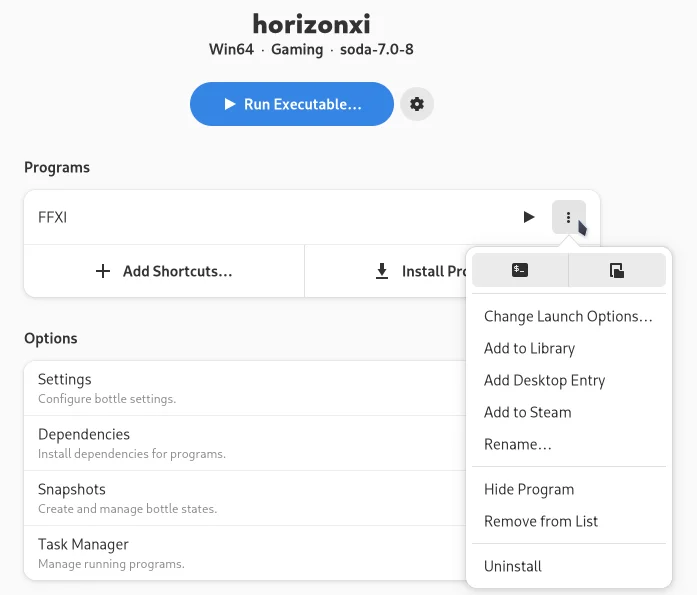 horizonxi
Win64 · Gaming · soda-7.0-8
Run Executable...
Programs
FFXI
Add Shortcuts...
Install Pro
$_
Change Launch Options...
Add to Library
Add Desktop Entry
Add to Steam
Rename...
Hide Program
Remove from List
Uninstall
Options
Settings
Configure bottle settings.
Dependencies
Install dependencies for programs.
Snapshots
Create and manage bottle states.
Task Manager
Manage running programs.